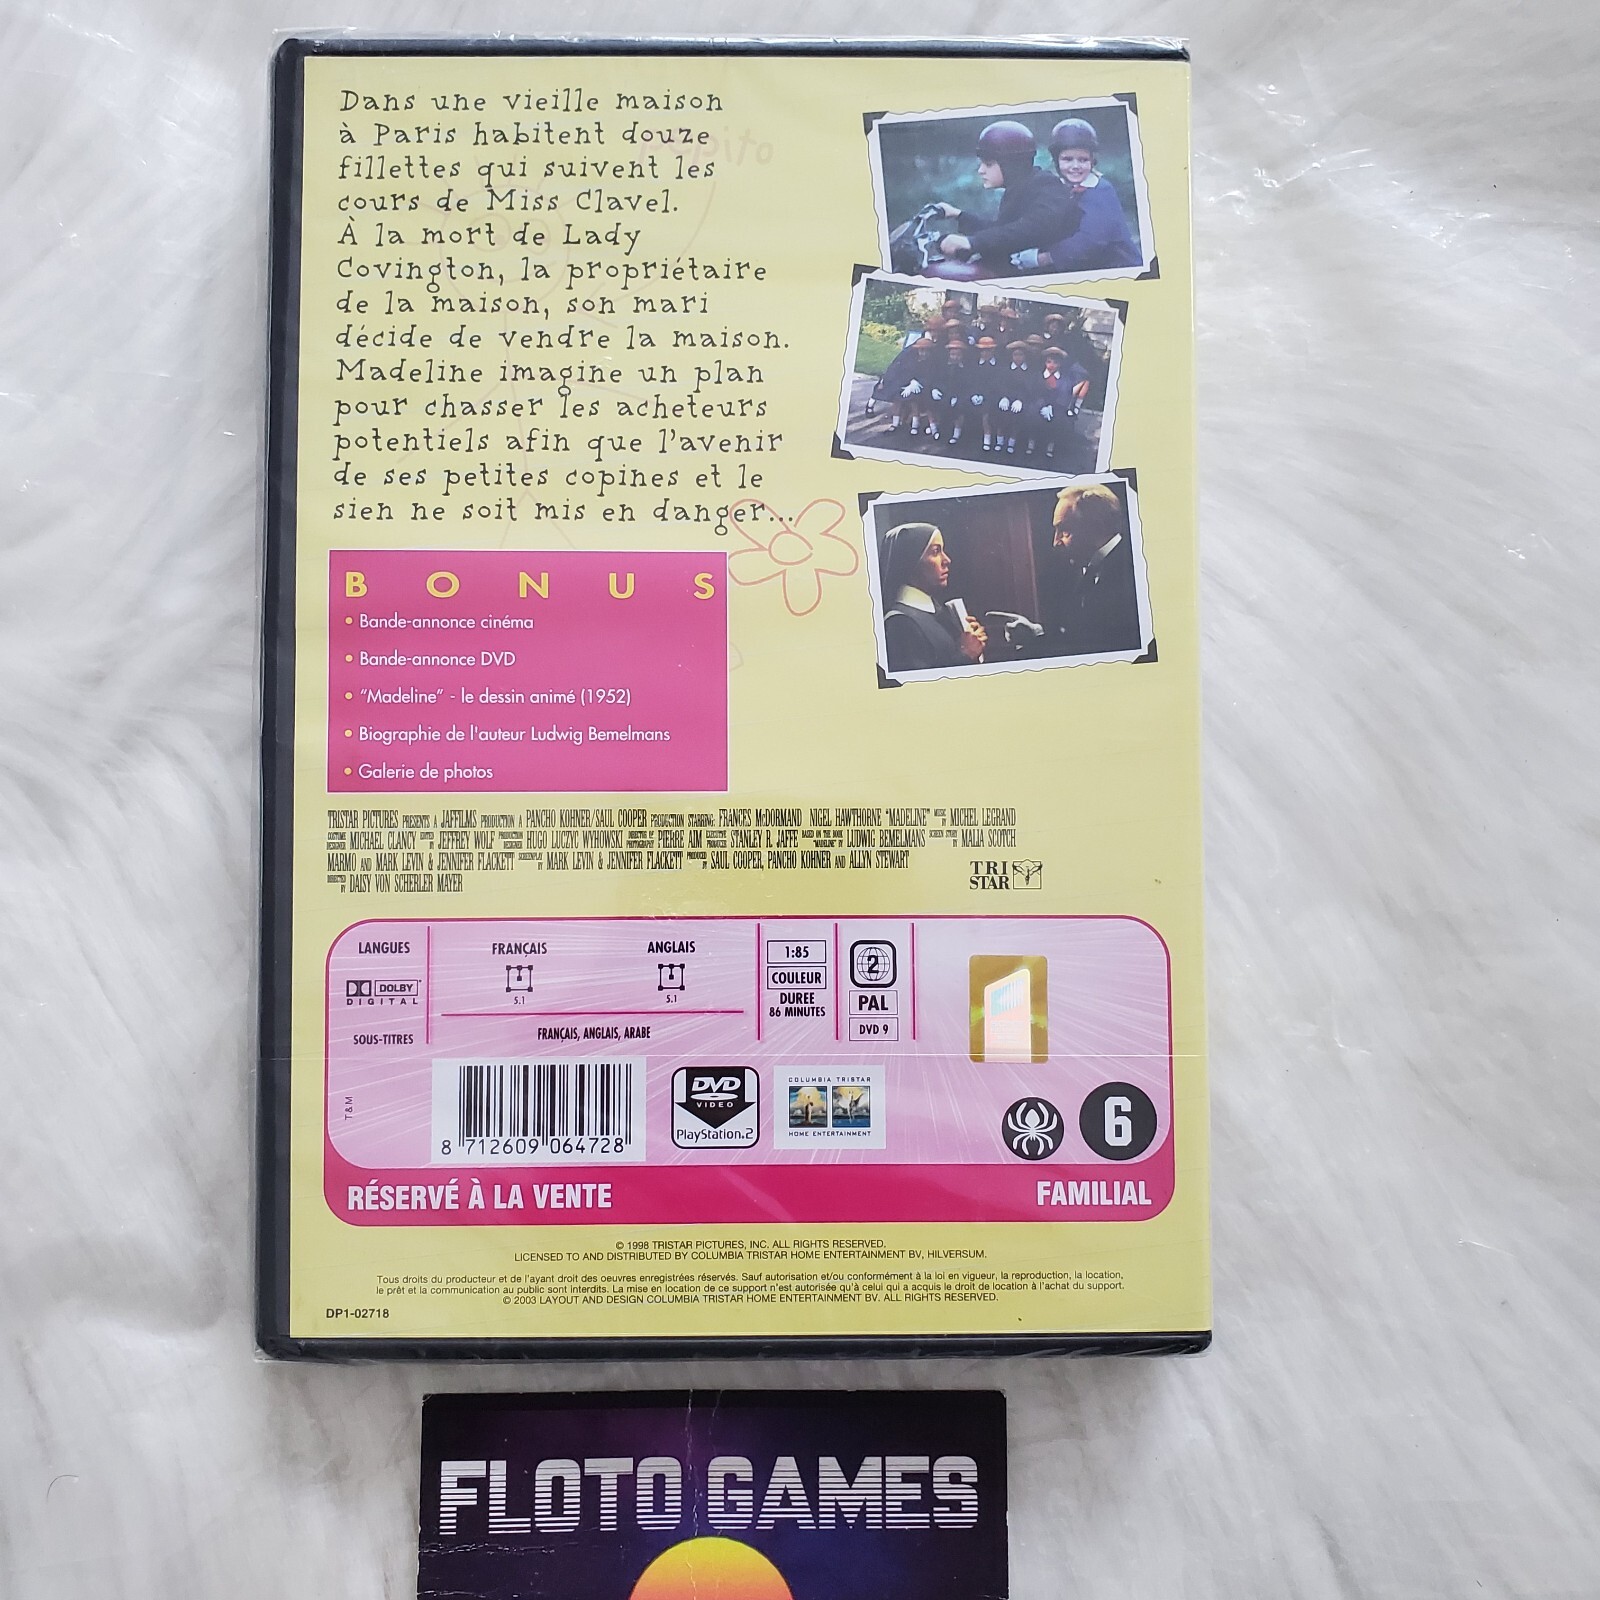 Dans une vieille maison
à Paris habitent douze
fillettes qui suivent les
cours de Miss Clavel.
À la mort de Lady
Covington, la propriétaire
de la maison, son mari
décide de vendre la maison.
Madeline imagine un plan
pour chasser les acheteurs
potentiels afin que l'avenir
de ses petites copines et le
sien ne soit mis en danger...
pepito
BONUS
• Bande-annonce cinéma
• Bande-annonce DVD
• "Madeline" - le dessin animé (1952)
• Biographie de l'auteur Ludwig Bemelmans
• Galerie de photos
TRISTAR PICTURES PRESENTS A JAFFILMS PRODUCTION A PANCHO KOHNER/SAUL COOPER PRODUCTION STARRING: FRANCES McDORMAND NIGEL HAWTHORNE "MADELINE" MUSIC BY MICHEL LEGRAND
COSTUME DESIGNER MICHAEL CLANCY EDITED BY JEFFREY WOLF PRODUCTION DESIGNER HUGO LUCZYC WYHOWSKI DIRECTOR OF PHOTOGRAPHY PIERRE AIM EXECUTIVE PRODUCER STANLEY R. JAFFE BASED ON THE BOOK "MADELINE" BY LUDWIG BEMELMANS SCREEN STORY BY MALIA SCOTCH
MARMO AND MARK LEVIN & JENNIFER FLACKETT SCREENPLAY BY MARK LEVIN & JENNIFER FLACKETT PRODUCED BY SAUL COOPER, PANCHO KOHNER AND ALLYN STEWART
DIRECTED BY DAISY VON SCHERLER MAYER
TRI
STAR
LANGUES
FRANÇAIS
ANGLAIS
DOLBY
DIGITAL
5.1
5.1
SOUS-TITRES
FRANÇAIS, ANGLAIS, ARABE
1:85
COULEUR
DUREE
86 MINUTES
2
PAL
DVD 9
T&M
8 712609 064728
DVD
VIDEO
PlayStation.2
COLUMBIA TRISTAR
HOME ENTERTAINMENT
6
RÉSERVÉ À LA VENTE
FAMILIAL
© 1998 TRISTAR PICTURES, INC. ALL RIGHTS RESERVED.
LICENSED TO AND DISTRIBUTED BY COLUMBIA TRISTAR HOME ENTERTAINMENT BV, HILVERSUM.
Tous droits du producteur et de l'ayant droit des oeuvres enregistrées réservés. Sauf autorisation et/ou conformément à la loi en vigueur, la reproduction, la location,
le prêt et la communication au public sont interdits. La mise en location de ce support n'est autorisée qu'à celui qui a acquis le droit de location à l'achat du support.
© 2003 LAYOUT AND DESIGN COLUMBIA TRISTAR HOME ENTERTAINMENT BV. ALL RIGHTS RESERVED.
DP1-02718
FLOTO GAMES